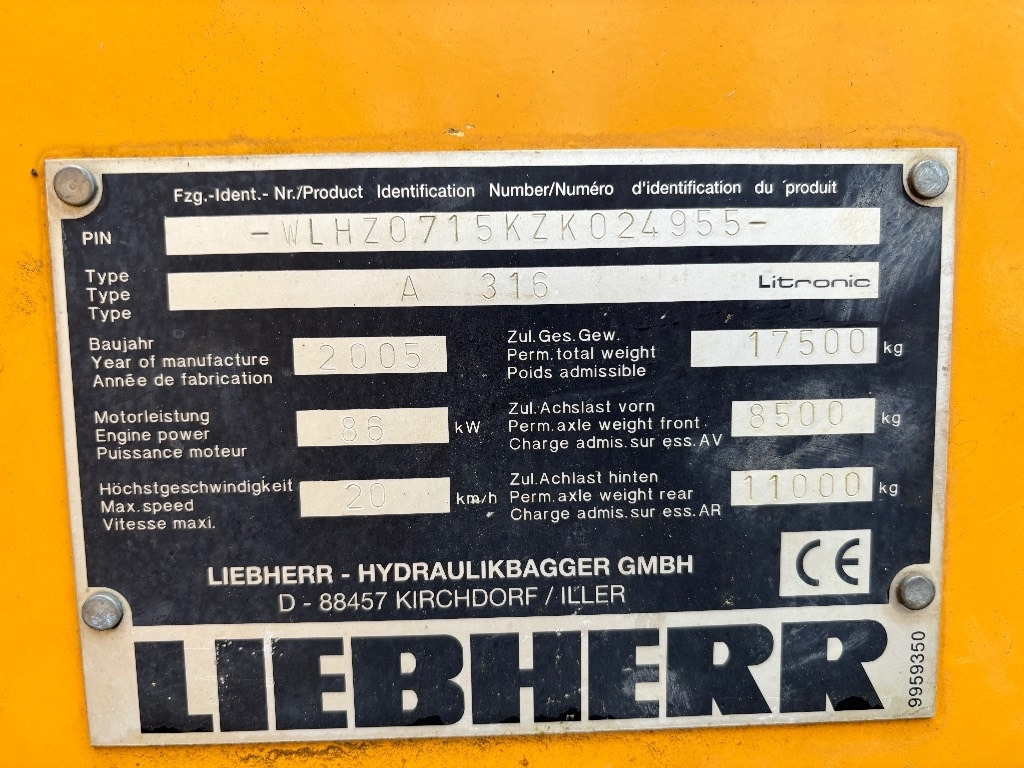 Fzg.-Ident.- Nr./Product Identification Number/Numéro d'identification du produit
PIN -WLHZ0715KZK024955-
Type
Type A 316 Litronic
Type
Baujahr
Year of manufacture 2005
Année de fabrication
Zul.Ges.Gew.
Perm.total weight 17500 kg
Poids admissible
Motorleistung
Engine power 86 kW
Puissance moteur
Zul.Achslast vorn
Perm.axle weight front 8500 kg
Charge admis.sur ess.AV
Höchstgeschwindigkeit
Max.speed 20 km/h
Vitesse maxi.
Zul.Achlast hinten
Perm.axle weight rear 11000 kg
Charge admis.sur ess.AR
LIEBHERR - HYDRAULIKBAGGER GMBH
D - 88457 KIRCHDORF / ILLER
CE
LIEBHERR
9959350